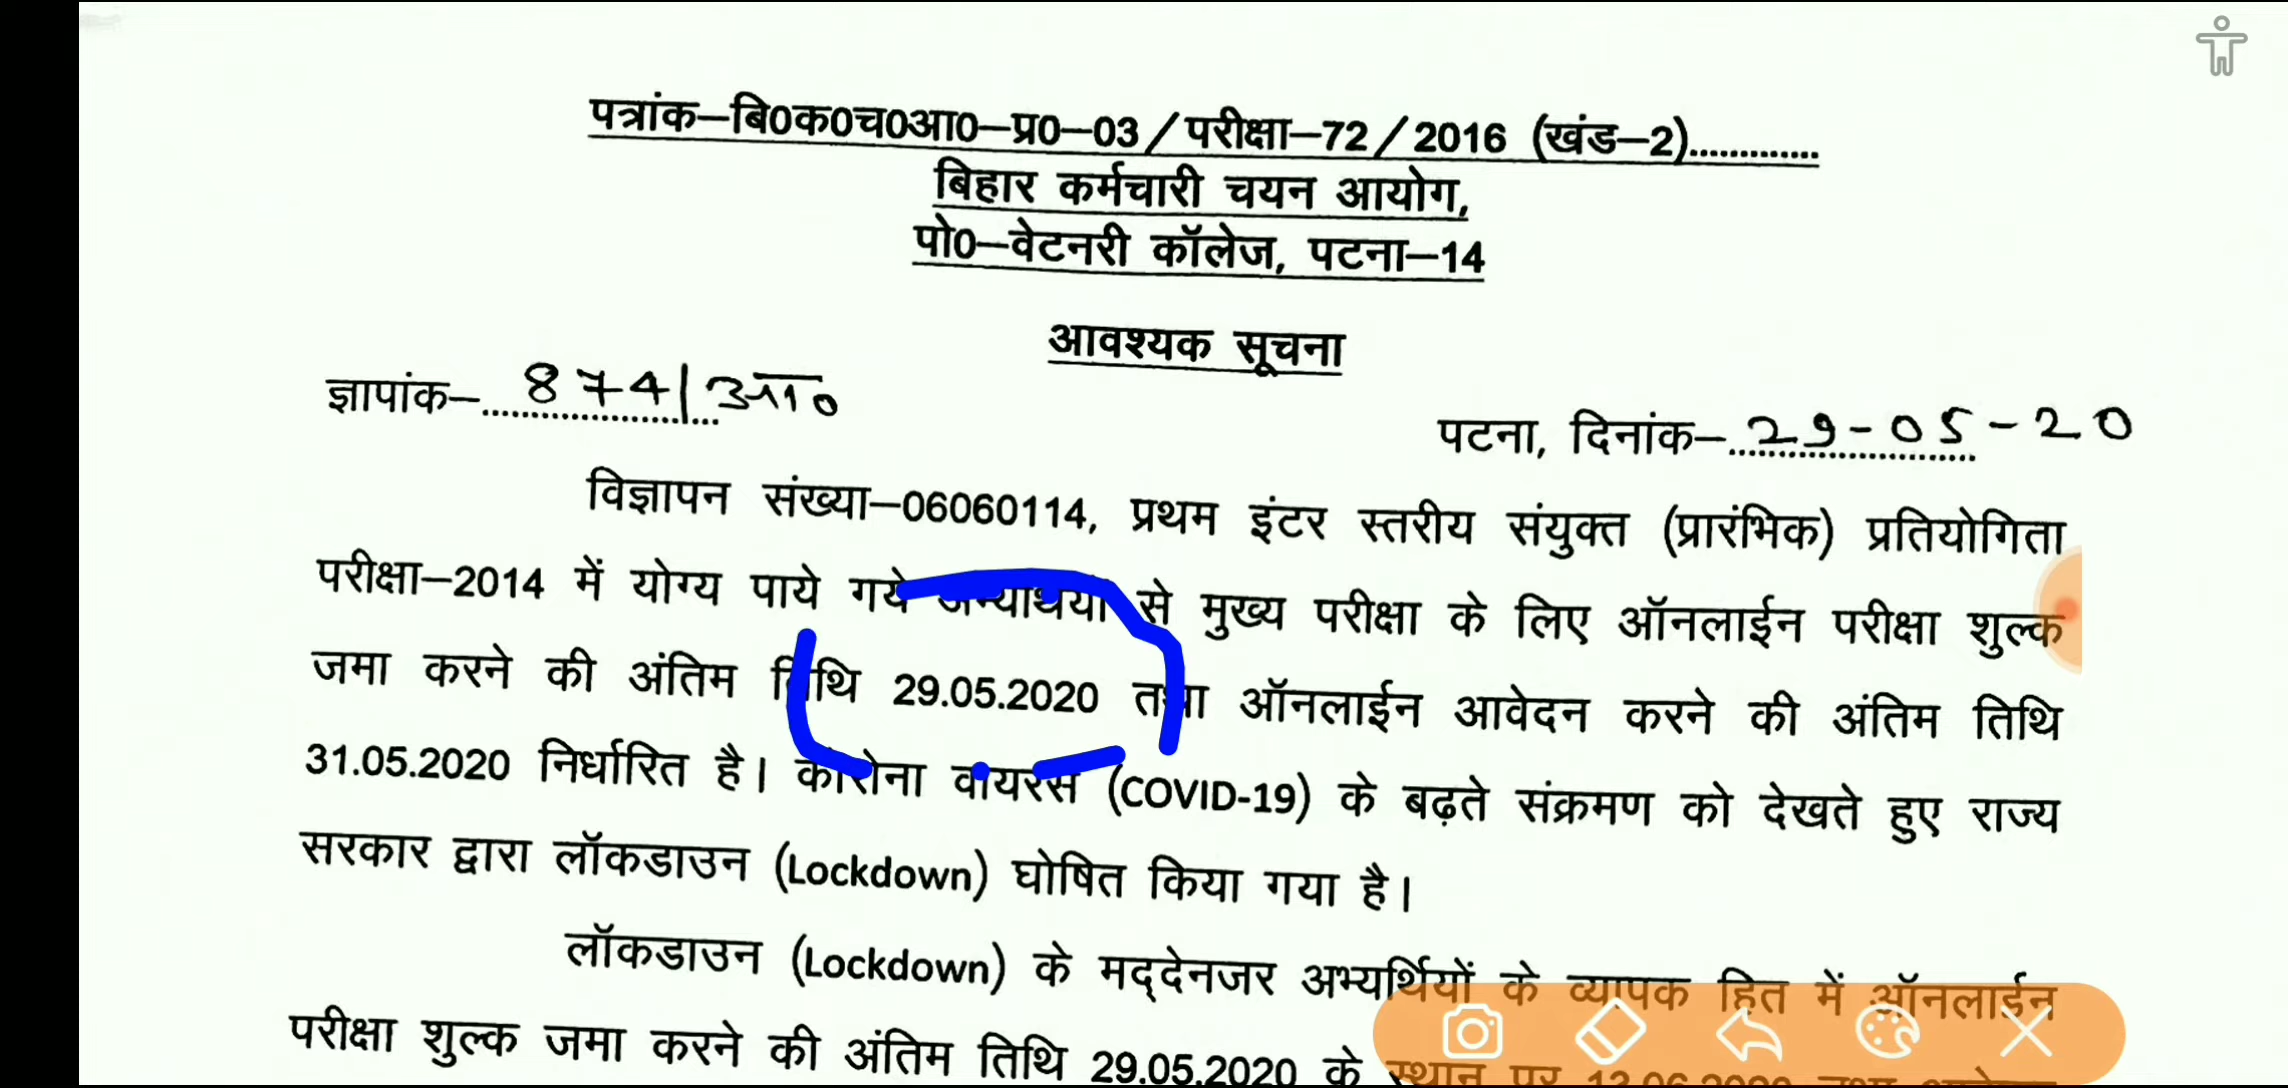 पत्रांक–बि0क0च0आ0–प्र0–03/परीक्षा–72/2016 (खंड–2).............
बिहार कर्मचारी चयन आयोग,
पो0–वेटनरी कॉलेज, पटना–14
आवश्यक सूचना
ज्ञापांक–874/आ0
पटना, दिनांक–29-05-20
विज्ञापन संख्या–06060114, प्रथम इंटर स्तरीय संयुक्त (प्रारंभिक) प्रतियोगिता
परीक्षा–2014 में योग्य पाये गये अभ्यर्थियों से मुख्य परीक्षा के लिए ऑनलाईन परीक्षा शुल्क
जमा करने की अंतिम तिथि 29.05.2020 तथा ऑनलाईन आवेदन करने की अंतिम तिथि
31.05.2020 निर्धारित है। कोरोना वायरस (COVID-19) के बढ़ते संक्रमण को देखते हुए राज्य
सरकार द्वारा लॉकडाउन (Lockdown) घोषित किया गया है।
लॉकडाउन (Lockdown) के मद्देनजर अभ्यर्थियों के व्यापक हित में ऑनलाईन
परीक्षा शुल्क जमा करने की अंतिम तिथि 29.05.2020 के स्थान पर